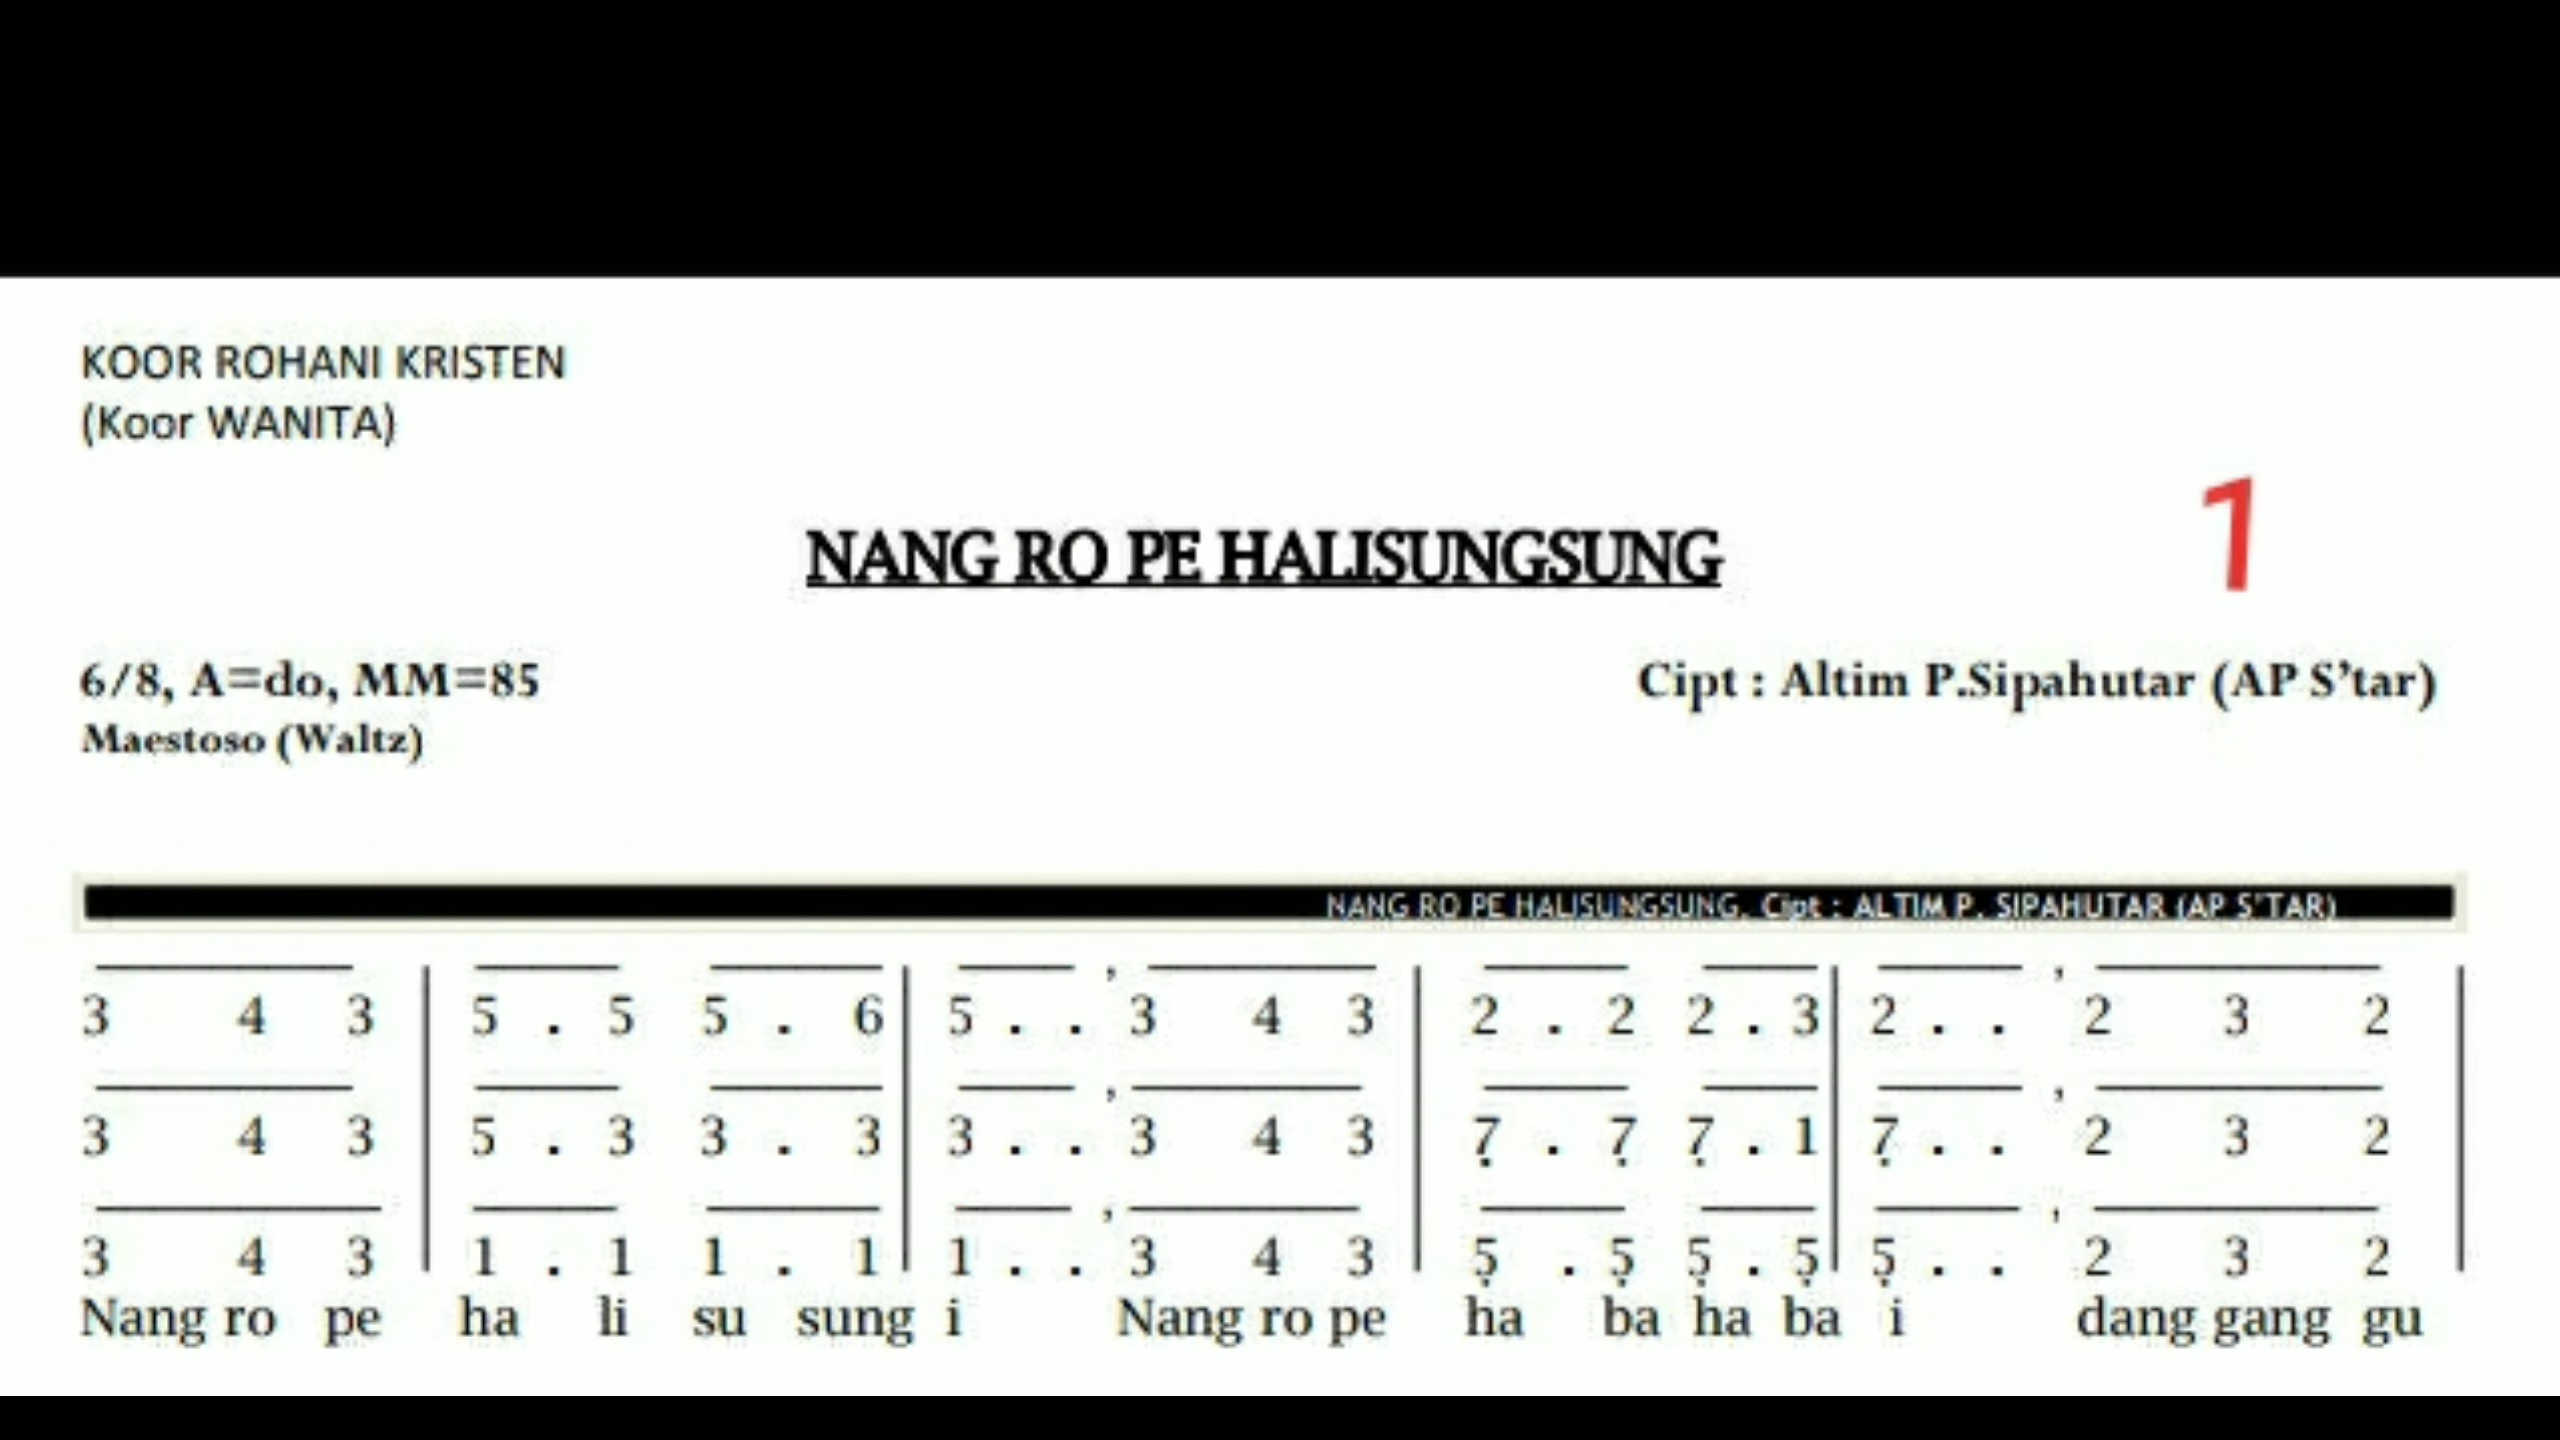 KOOR ROHANI KRISTEN
(Koor WANITA)
1
NANG RO PE HALISUNGSUNG
6/8, A=do, MM=85
Cipt : Altim P.Sipahutar (AP S’tar)
Maestoso (Waltz)
NANG RO PE HALISUNGSUNG. Cipt : ALTIM P. SIPAHUTAR (AP S'TAR)
3 4 3 | 5 . 5 5 . 6 | 5 . . , 3 4 3 | 2 . 2 2 . 3 | 2 . . , 2 3 2 |
3 4 3 | 5 . 3 3 . 3 | 3 . . , 3 4 3 | 7̣ . 7̣ 7̣ . 1 | 7̣ . . , 2 3 2 |
3 4 3 | 1 . 1 1 . 1 | 1 . . , 3 4 3 | 5̣ . 5̣ 5̣ . 5̣ | 5̣ . . , 2 3 2 |
Nang ro pe ha li su sung i Nang ro pe ha ba ha ba i dang gang gu